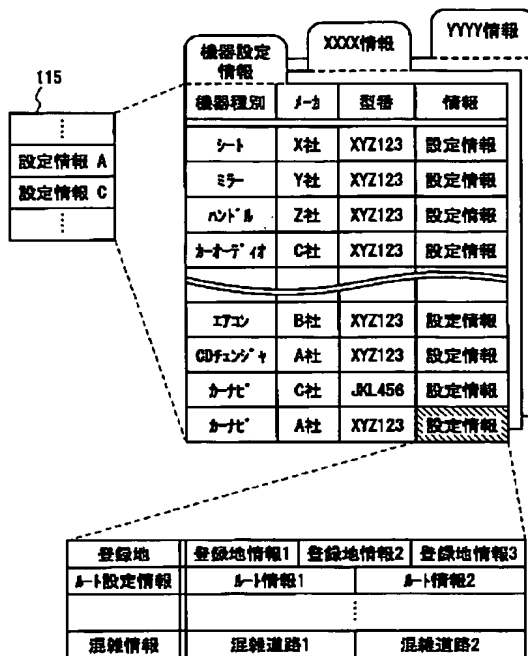 機器設定
情報
XXXX情報
YYYY情報
115
⋮
設定情報 A
設定情報 C
⋮
機器種別 メーカ 型番 情報
シート X社 XYZ123 設定情報
ミラー Y社 XYZ123 設定情報
ハンドル Z社 XYZ123 設定情報
カーオーディオ C社 XYZ123 設定情報
エアコン B社 XYZ123 設定情報
CDチェンジャ A社 XYZ123 設定情報
カーナビ C社 JKL456 設定情報
カーナビ A社 XYZ123 設定情報
登録地 登録地情報1 登録地情報2 登録地情報3
ルート設定情報 ルート情報1 ルート情報2
⋮
混雑情報 混雑道路1 混雑道路2